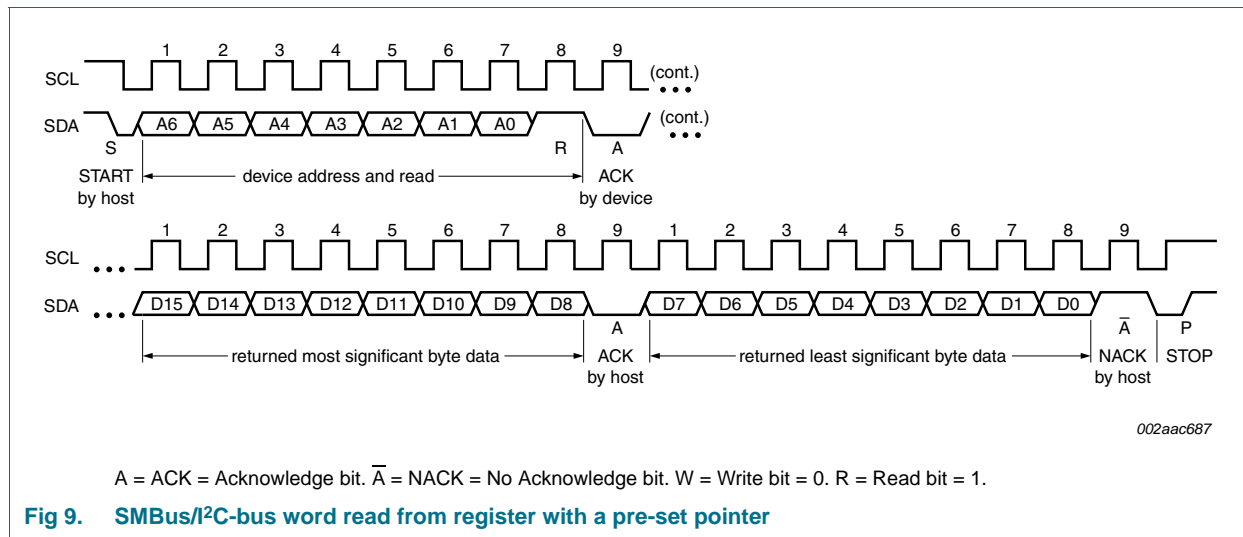 1 2 3 4 5 6 7 8 9
SCL (cont.)
SDA A6 A5 A4 A3 A2 A1 A0 (cont.)
S R A
START device address and read ACK
by host by device
1 2 3 4 5 6 7 8 9 1 2 3 4 5 6 7 8 9
SCL
SDA D15 D14 D13 D12 D11 D10 D9 D8 D7 D6 D5 D4 D3 D2 D1 D0
A A̅ P
returned most significant byte data ACK returned least significant byte data NACK STOP
by host by host
002aac687
A = ACK = Acknowledge bit. A̅ = NACK = No Acknowledge bit. W = Write bit = 0. R = Read bit = 1.
Fig 9. SMBus/I²C-bus word read from register with a pre-set pointer